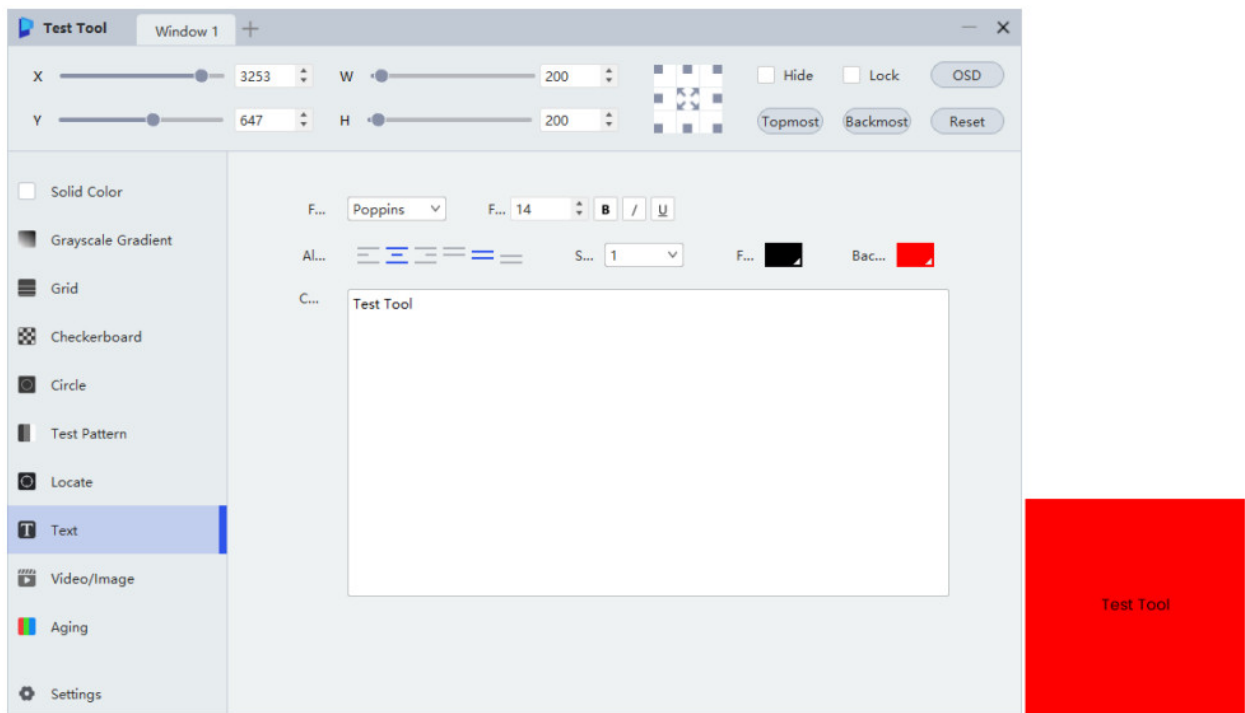 Test Tool
Window 1
X 3253 W 200 Hide Lock OSD
Y 647 H 200 Topmost Backmost Reset
Solid Color
Grayscale Gradient
Grid
Checkerboard
Circle
Test Pattern
Locate
Text
Video/Image
Aging
Settings
F... Poppins F... 14 B / U
Al... S... 1 F... Bac...
C... Test Tool
Test Tool